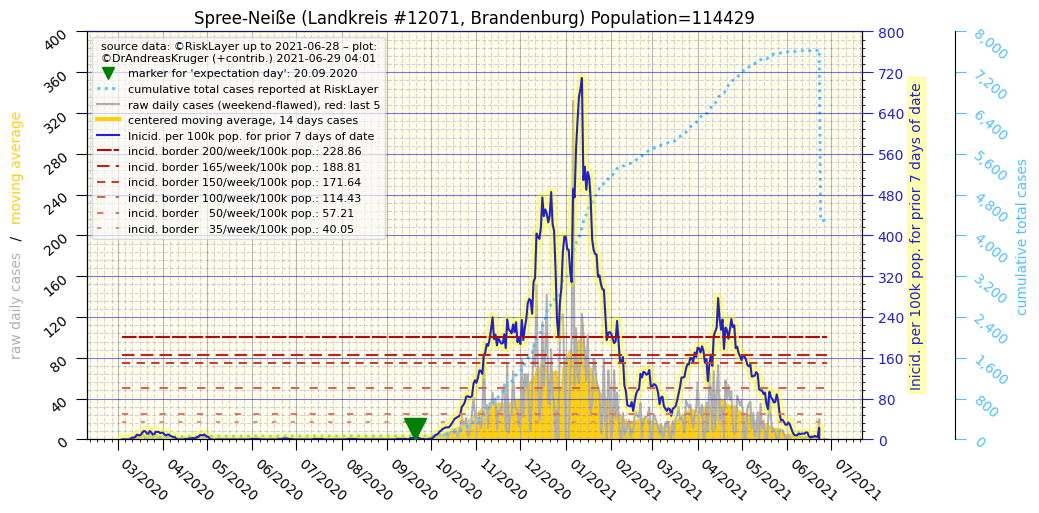 Spree-Neiße (Landkreis #12071, Brandenburg) Population=114429
source data: ©RiskLayer up to 2021-06-28 – plot:
©DrAndreasKruger (+contrib.) 2021-06-29 04:01
marker for 'expectation day': 20.09.2020
cumulative total cases reported at RiskLayer
raw daily cases (weekend-flawed), red: last 5
centered moving average, 14 days cases
Inicid. per 100k pop. for prior 7 days of date
incid. border 200/week/100k pop.: 228.86
incid. border 165/week/100k pop.: 188.81
incid. border 150/week/100k pop.: 171.64
incid. border 100/week/100k pop.: 114.43
incid. border 50/week/100k pop.: 57.21
incid. border 35/week/100k pop.: 40.05
raw daily cases / moving average
400
360
320
280
240
200
160
120
80
40
0
03/2020
04/2020
05/2020
06/2020
07/2020
08/2020
09/2020
10/2020
11/2020
12/2020
01/2021
02/2021
03/2021
04/2021
05/2021
06/2021
07/2021
800
720
640
560
480
400
320
240
160
80
0
Inicid. per 100k pop. for prior 7 days of date
8,000
7,200
6,400
5,600
4,800
4,000
3,200
2,400
1,600
800
0
cumulative total cases